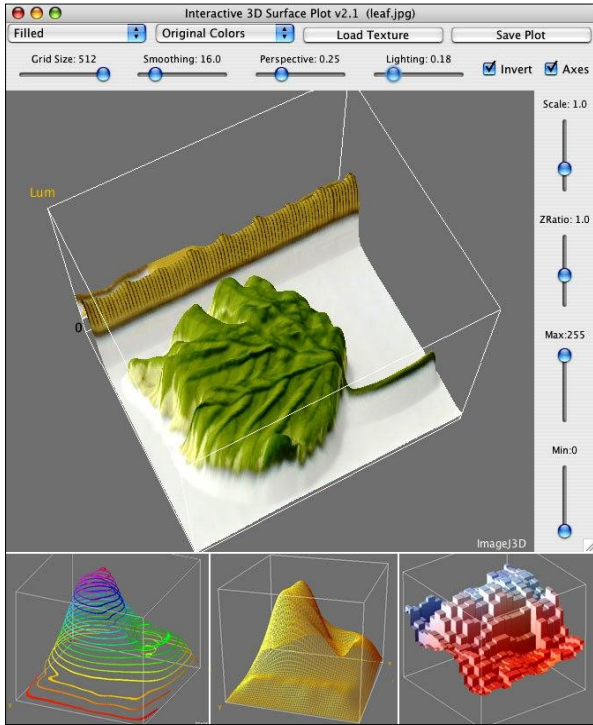 Interactive 3D Surface Plot v2.1 (leaf.jpg)
Filled
Original Colors
Load Texture
Save Plot
Grid Size: 512
Smoothing: 16.0
Perspective: 0.25
Lighting: 0.18
Invert
Axes
Scale: 1.0
Lum
ZRatio: 1.0
0
Max:255
Min:0
ImageJ3D